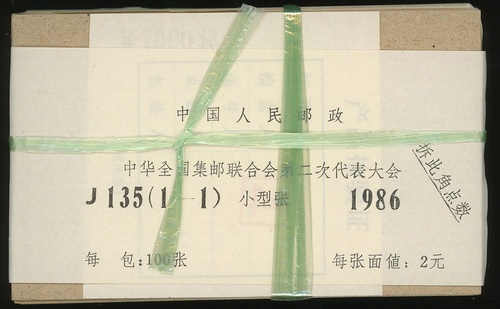 中国人民邮政
中华全国集邮联合会第二次代表大会
J135(1—1) 小型张 1986
每 包:100张 每张面值: 2元
拆此角点数